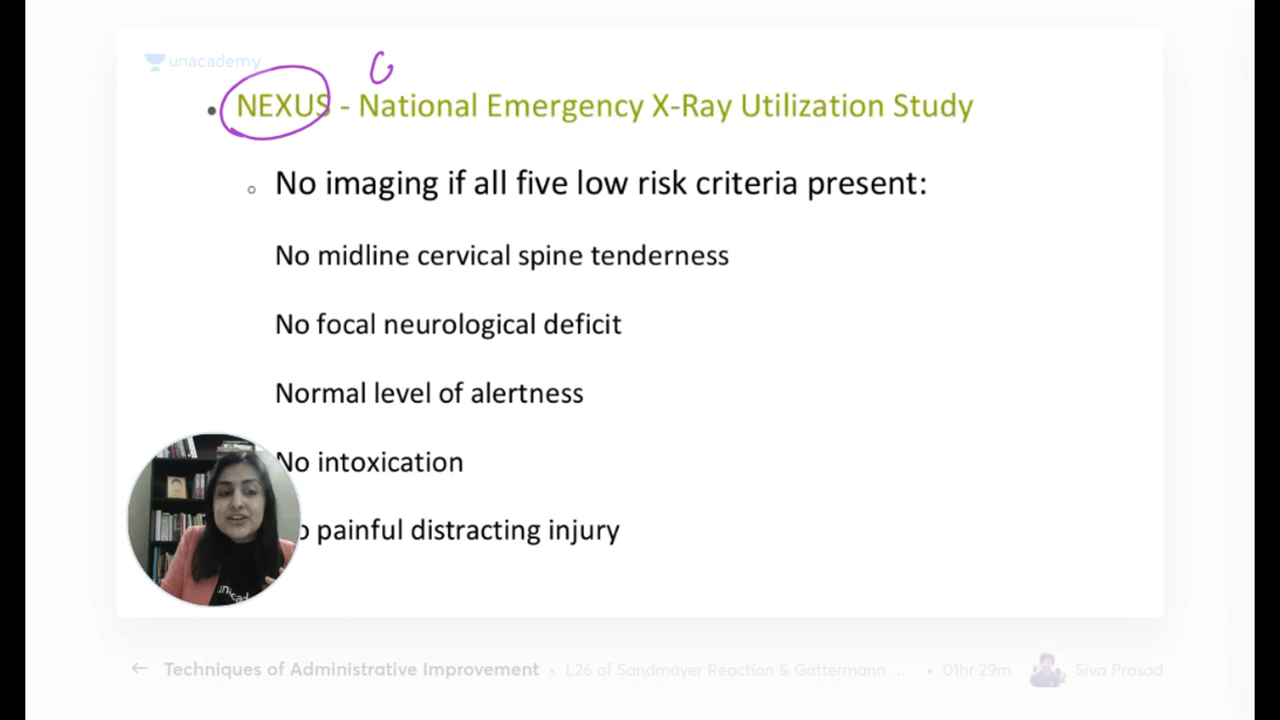 unacademy
NEXUS - National Emergency X-Ray Utilization Study
No imaging if all five low risk criteria present:
No midline cervical spine tenderness
No focal neurological deficit
Normal level of alertness
No intoxication
painful distracting injury
← Techniques of Administrative Improvement • L26 of Sandmayer Reaction & Gattermann ... • 01hr 29m Siva Prasad